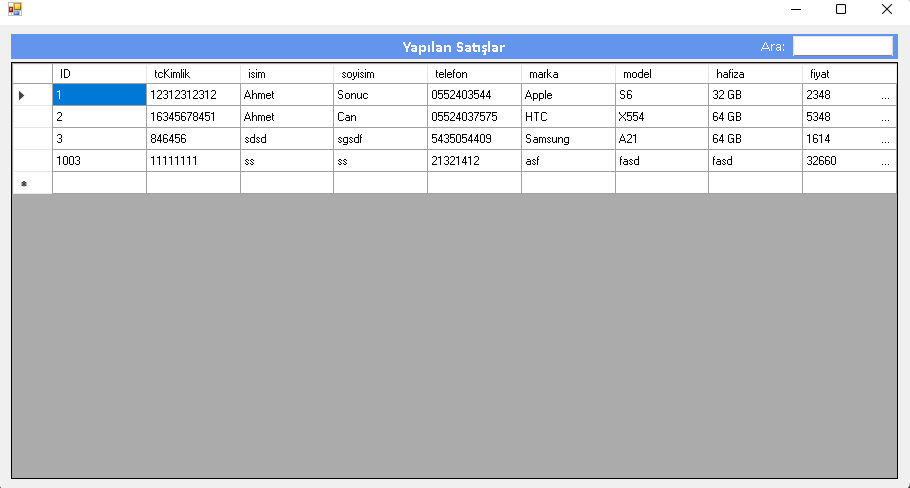 Yapılan Satışlar Ara:
ID tcKimlik isim soyisim telefon marka model hafiza fiyat
1 12312312312 Ahmet Sonuc 0552403544 Apple S6 32 GB 2348 ...
2 16345678451 Ahmet Can 05524037575 HTC X554 64 GB 5348 ...
3 846456 sdsd sgsdf 5435054409 Samsung A21 64 GB 1614 ...
1003 11111111 ss ss 21321412 asf fasd fasd 32660 ...